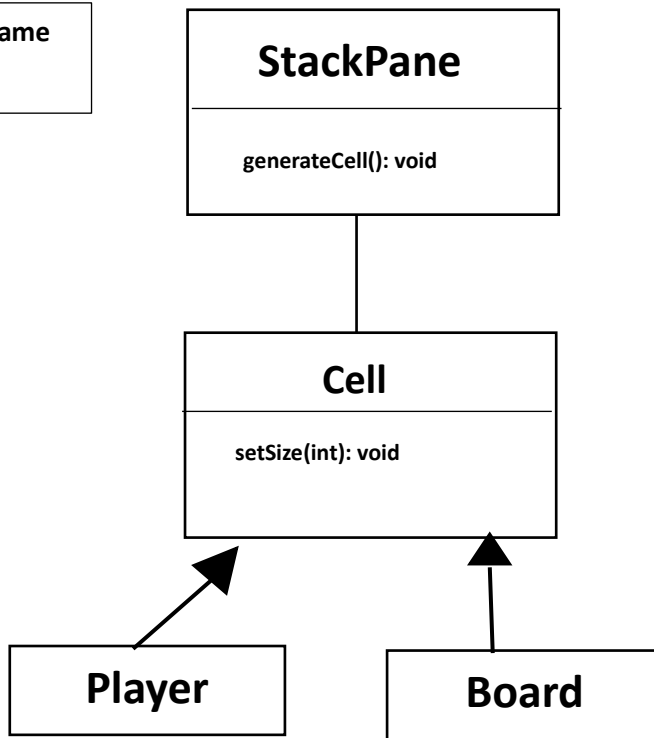 ame
StackPane
generateCell(): void
Cell
setSize(int): void
Player
Board